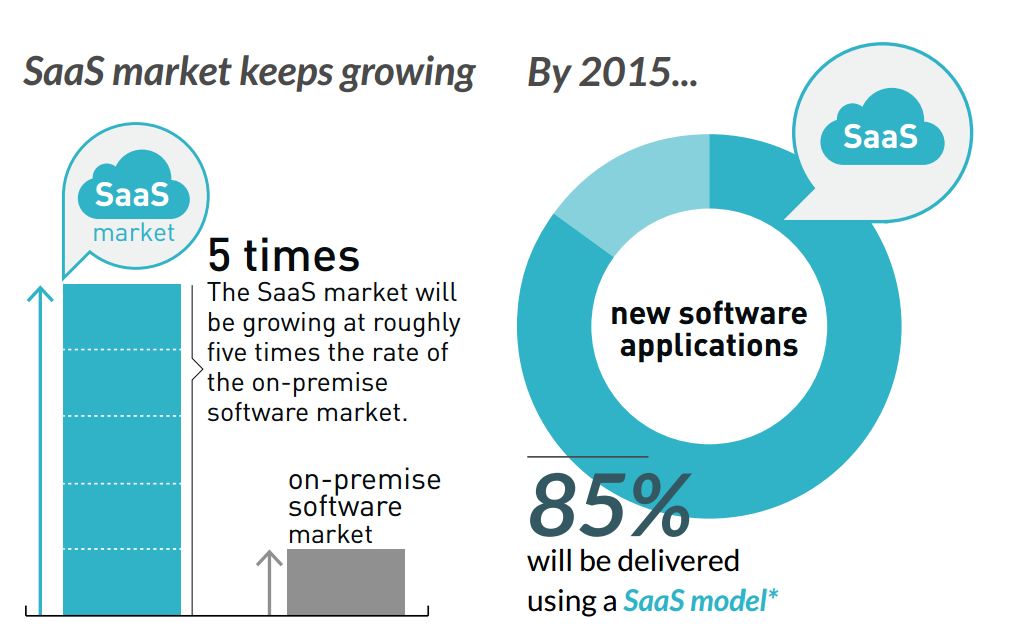 SaaS market keeps growing
SaaS
market
5 times
The SaaS market will
be growing at roughly
five times the rate of
the on-premise
software market.
on-premise
software
market
By 2015...
SaaS
new software
applications
85%
will be delivered
using a SaaS model*